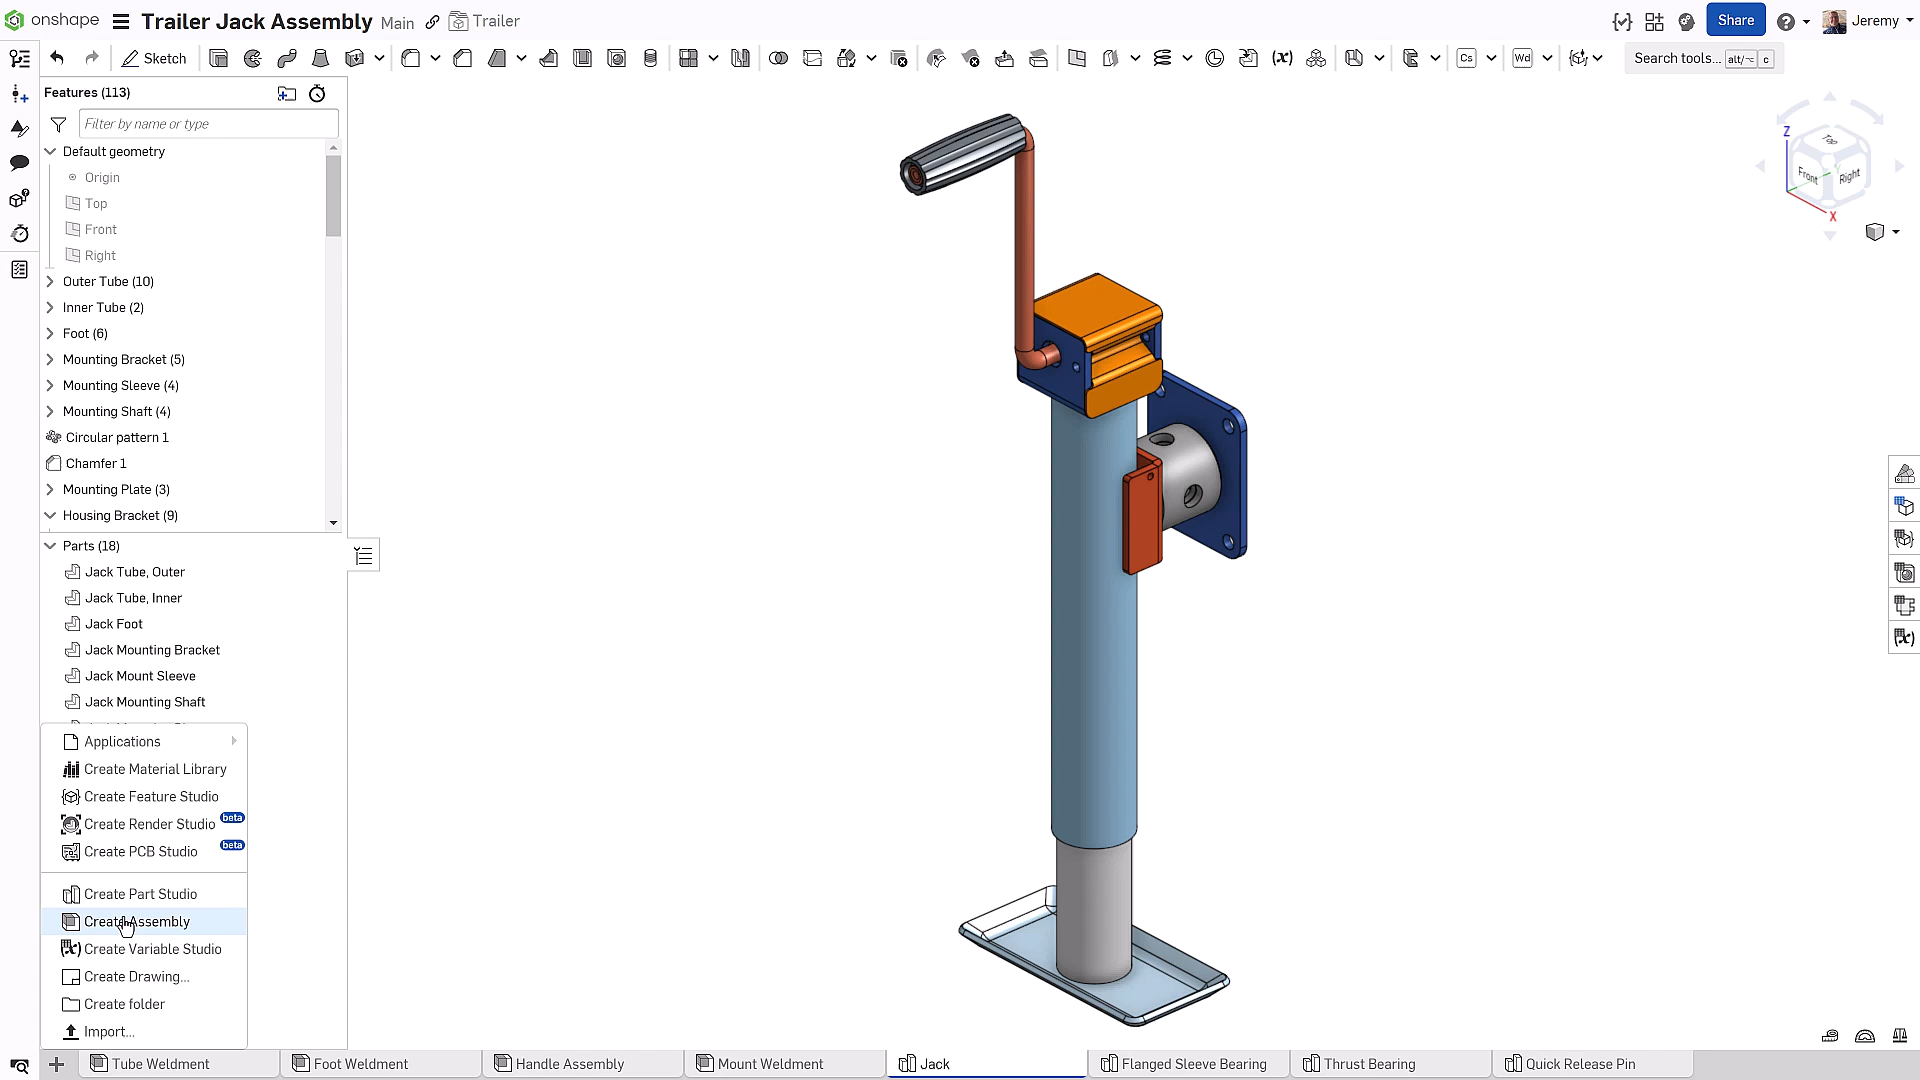 onshape
Trailer Jack Assembly Main Trailer
Share
Jeremy
Sketch
Cs
Wd
Search tools... alt/⌥ c
Features (113)
Filter by name or type
Default geometry
Origin
Top
Front
Right
Outer Tube (10)
Inner Tube (2)
Foot (6)
Mounting Bracket (5)
Mounting Sleeve (4)
Mounting Shaft (4)
Circular pattern 1
Chamfer 1
Mounting Plate (3)
Housing Bracket (9)
Parts (18)
Jack Tube, Outer
Jack Tube, Inner
Jack Foot
Jack Mounting Bracket
Jack Mount Sleeve
Jack Mounting Shaft
Applications
Create Material Library
Create Feature Studio
Create Render Studio beta
Create PCB Studio beta
Create Part Studio
Create Assembly
Create Variable Studio
Create Drawing...
Create folder
Import...
Z
Top
Front
Right
Y
X
Tube Weldment
Foot Weldment
Handle Assembly
Mount Weldment
Jack
Flanged Sleeve Bearing
Thrust Bearing
Quick Release Pin